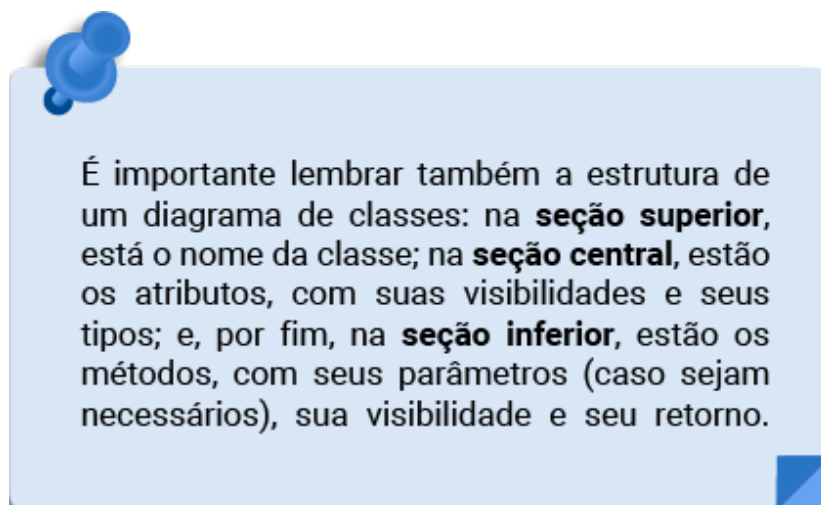 É importante lembrar também a estrutura de
um diagrama de classes: na seção superior,
está o nome da classe; na seção central, estão
os atributos, com suas visibilidades e seus
tipos; e, por fim, na seção inferior, estão os
métodos, com seus parâmetros (caso sejam
necessários), sua visibilidade e seu retorno.